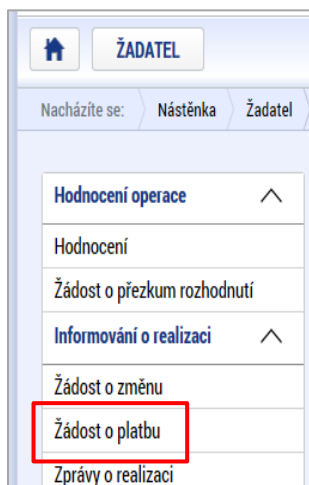 ŽADATEL
Nacházíte se: Nástěnka Žadatel
Hodnocení operace
Hodnocení
Žádost o přezkum rozhodnutí
Informování o realizaci
Žádost o změnu
Žádost o platbu
Zprávy o realizaci